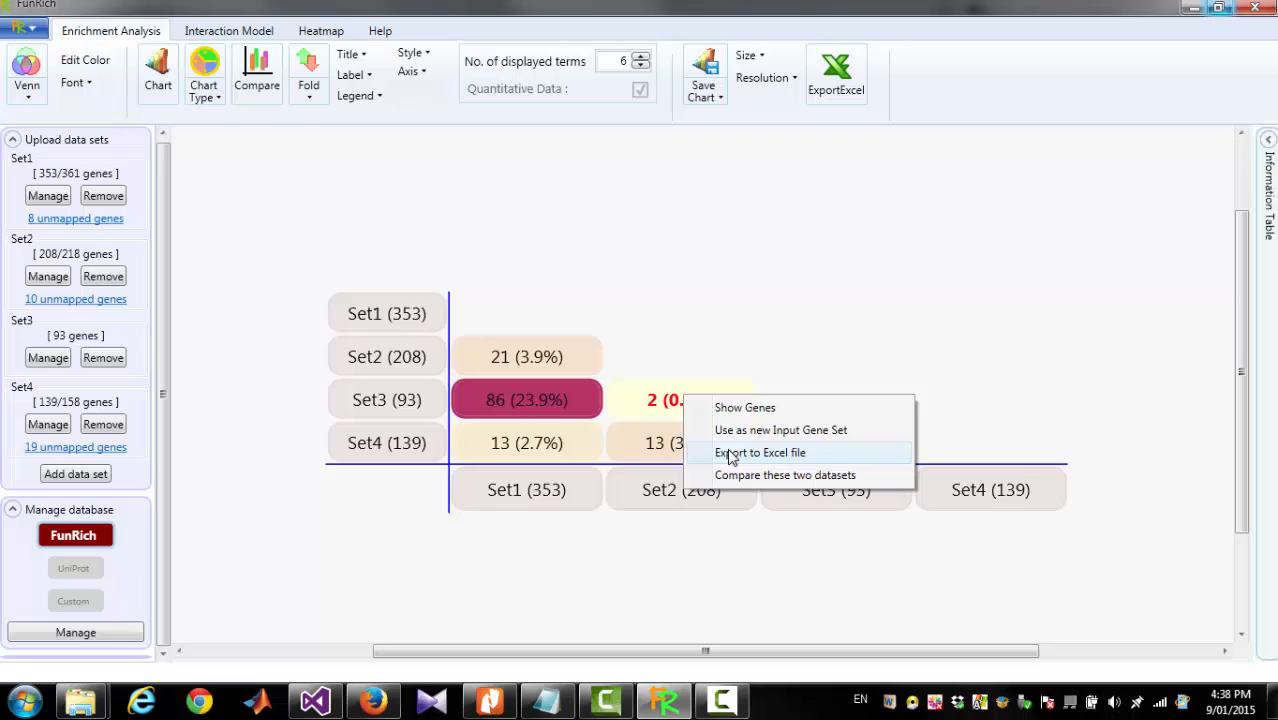 FunRich
Enrichment Analysis
Interaction Model
Heatmap
Help
Venn
Edit Color
Font
Chart
Chart
Type
Compare
Fold
Title
Label
Legend
Style
Axis
No. of displayed terms
6
Quantitative Data :
Save
Chart
Size
Resolution
ExportExcel
Upload data sets
Set1
[ 353/361 genes ]
Manage Remove
8 unmapped genes
Set2
[ 208/218 genes ]
Manage Remove
10 unmapped genes
Set3
[ 93 genes ]
Manage Remove
Set4
[ 139/158 genes ]
Manage Remove
19 unmapped genes
Add data set
Manage database
FunRich
UniProt
Custom
Manage
Set1 (353)
Set2 (208) 21 (3.9%)
Set3 (93) 86 (23.9%) 2 (0.
Set4 (139) 13 (2.7%) 13 (3
Set1 (353) Set2 (208) Set3 (93) Set4 (139)
Show Genes
Use as new Input Gene Set
Export to Excel file
Compare these two datasets
Information Table
EN
4:38 PM
9/01/2015